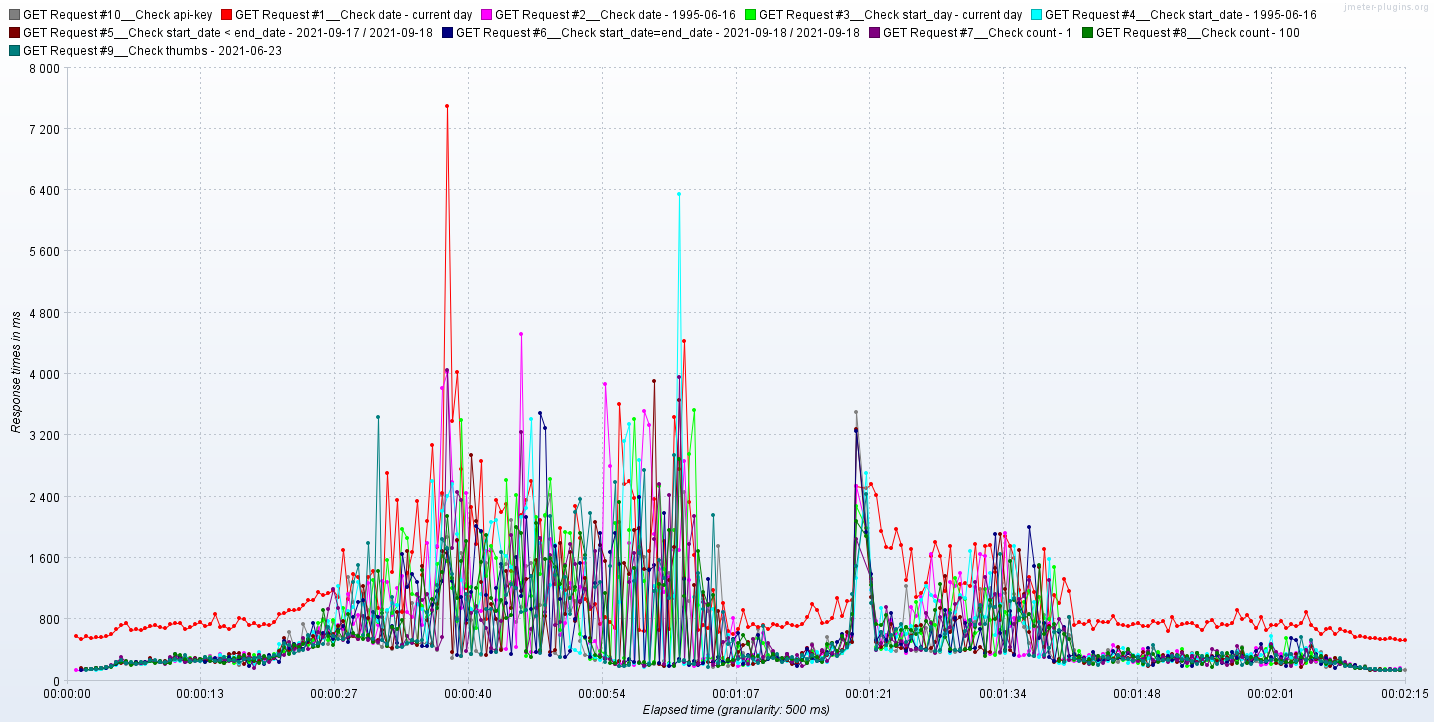 jmeter-plugins.org
GET Request #10__Check api-key GET Request #1__Check date - current day GET Request #2__Check date - 1995-06-16 GET Request #3__Check start_day - current day GET Request #4__Check start_date - 1995-06-16
GET Request #5__Check start_date < end_date - 2021-09-17 / 2021-09-18 GET Request #6__Check start_date=end_date - 2021-09-18 / 2021-09-18 GET Request #7__Check count - 1 GET Request #8__Check count - 100
GET Request #9__Check thumbs - 2021-06-23
8 000
7 200
6 400
5 600
4 800
4 000
3 200
2 400
1 600
800
0
Response times in ms
00:00:00 00:00:13 00:00:27 00:00:40 00:00:54 00:01:07 00:01:21 00:01:34 00:01:48 00:02:01 00:02:15
Elapsed time (granularity: 500 ms)